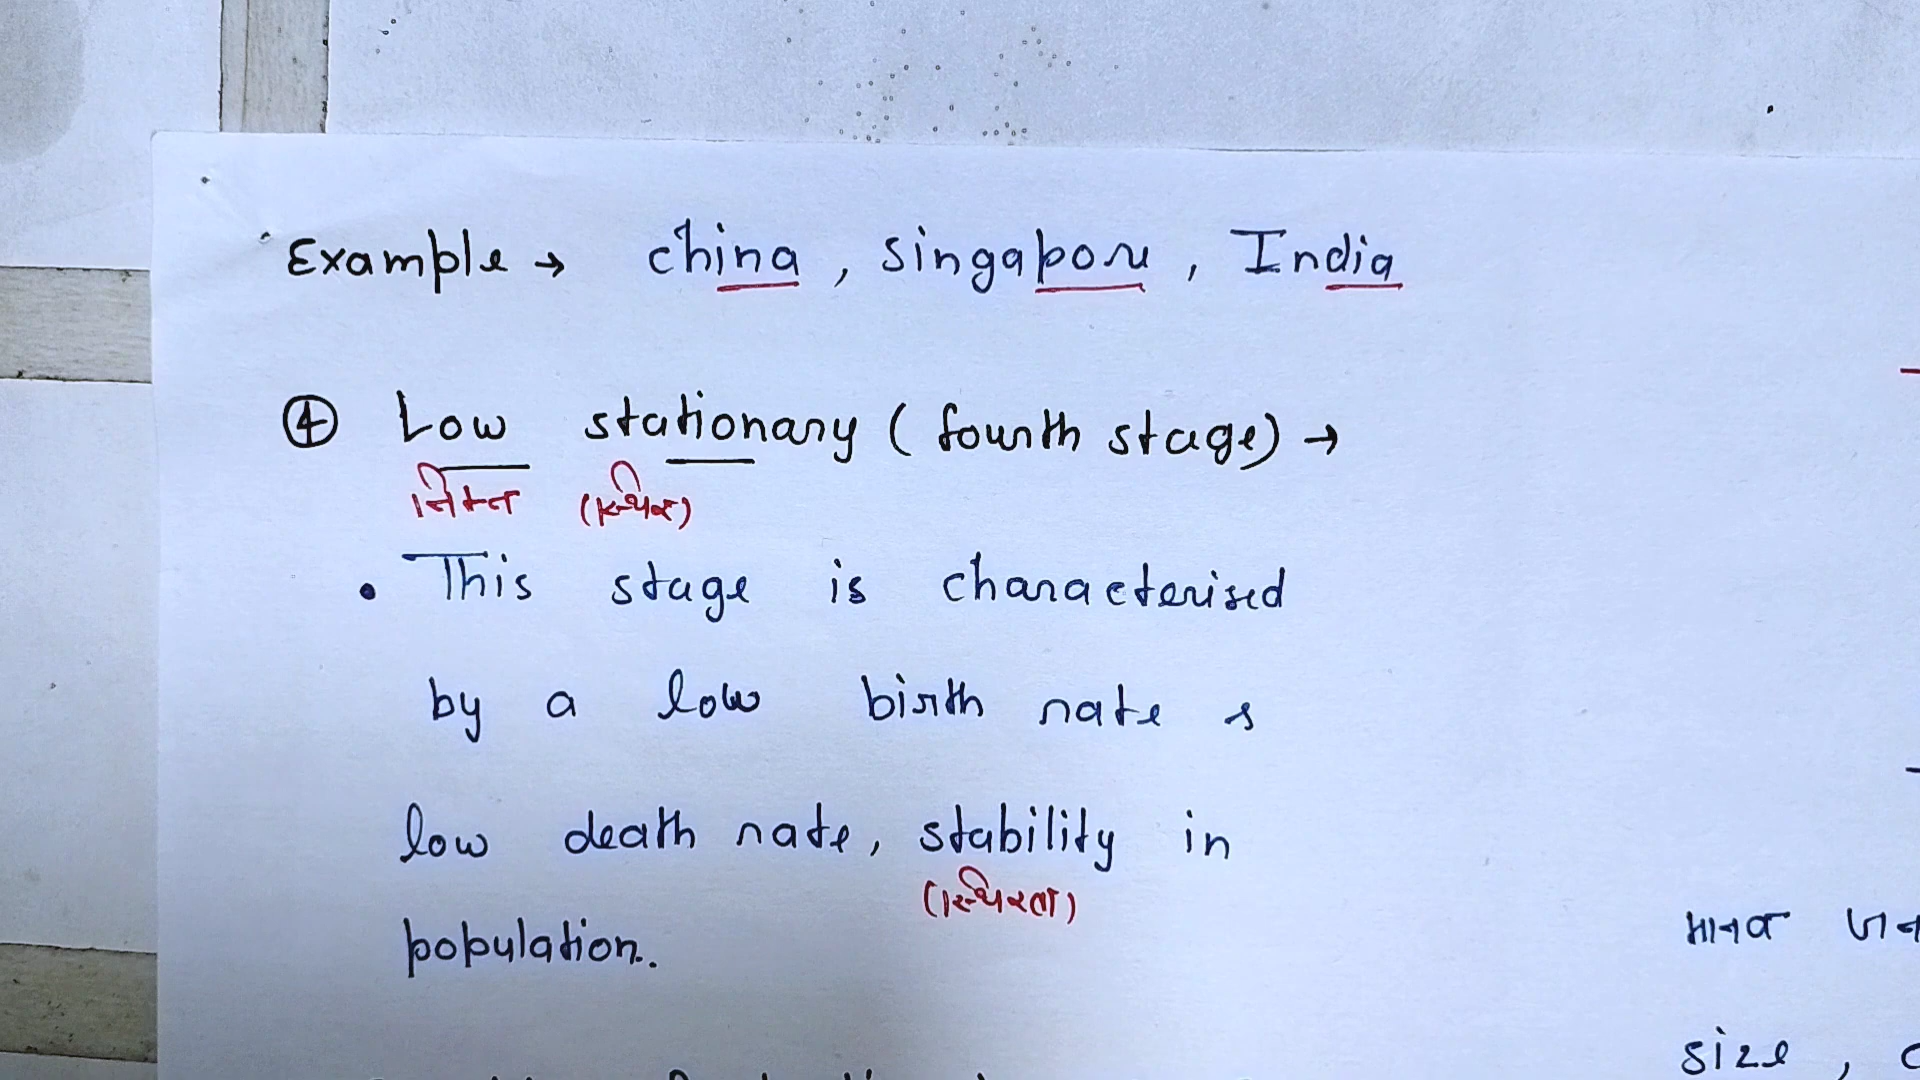 Example → china, singapore, India
④ Low stationary (fourth stage) →
निम्न (स्थिर)
• This stage is characterised
by a low birth rate &
low death rate, stability in
(स्थिरता)
population.
मानव
size,